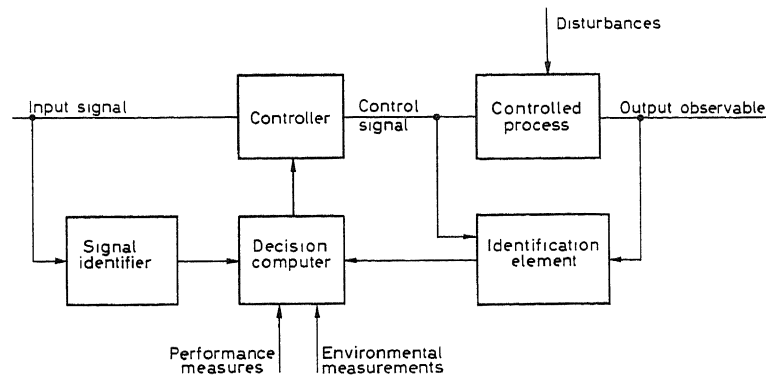 Disturbances
Input signal
Controller
Control
signal
Controlled
process
Output observable
Signal
identifier
Decision
computer
Identification
element
Performance
measures
Environmental
measurements